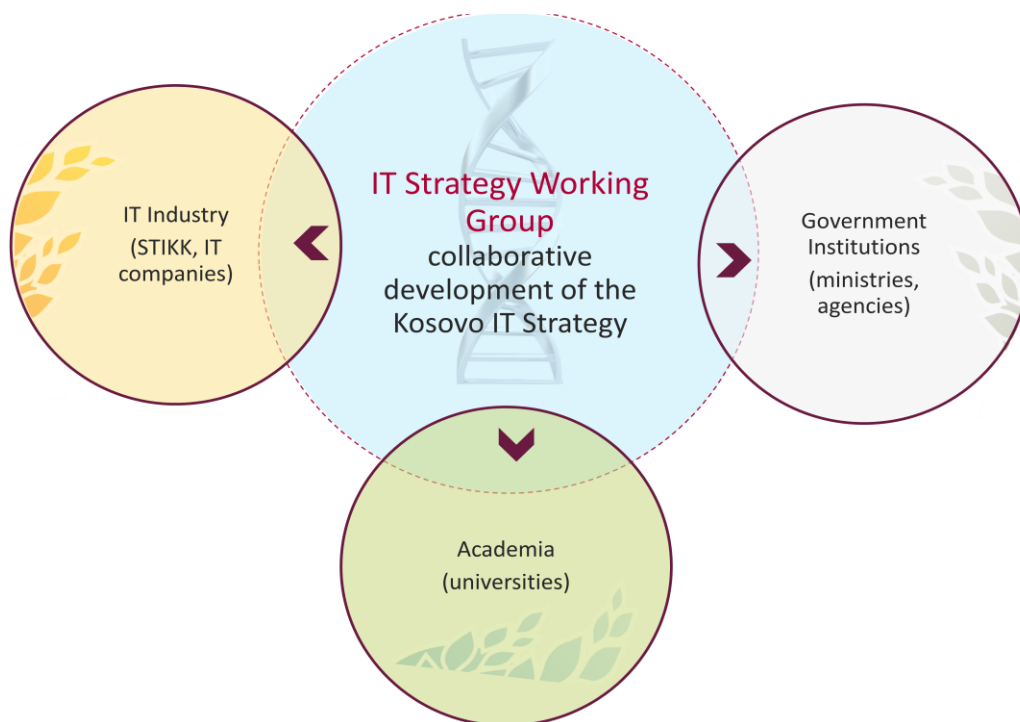 IT Strategy Working
Group
collaborative
development of the
Kosovo IT Strategy
IT Industry
(STIKK, IT
companies)
Government
Institutions
(ministries,
agencies)
Academia
(universities)